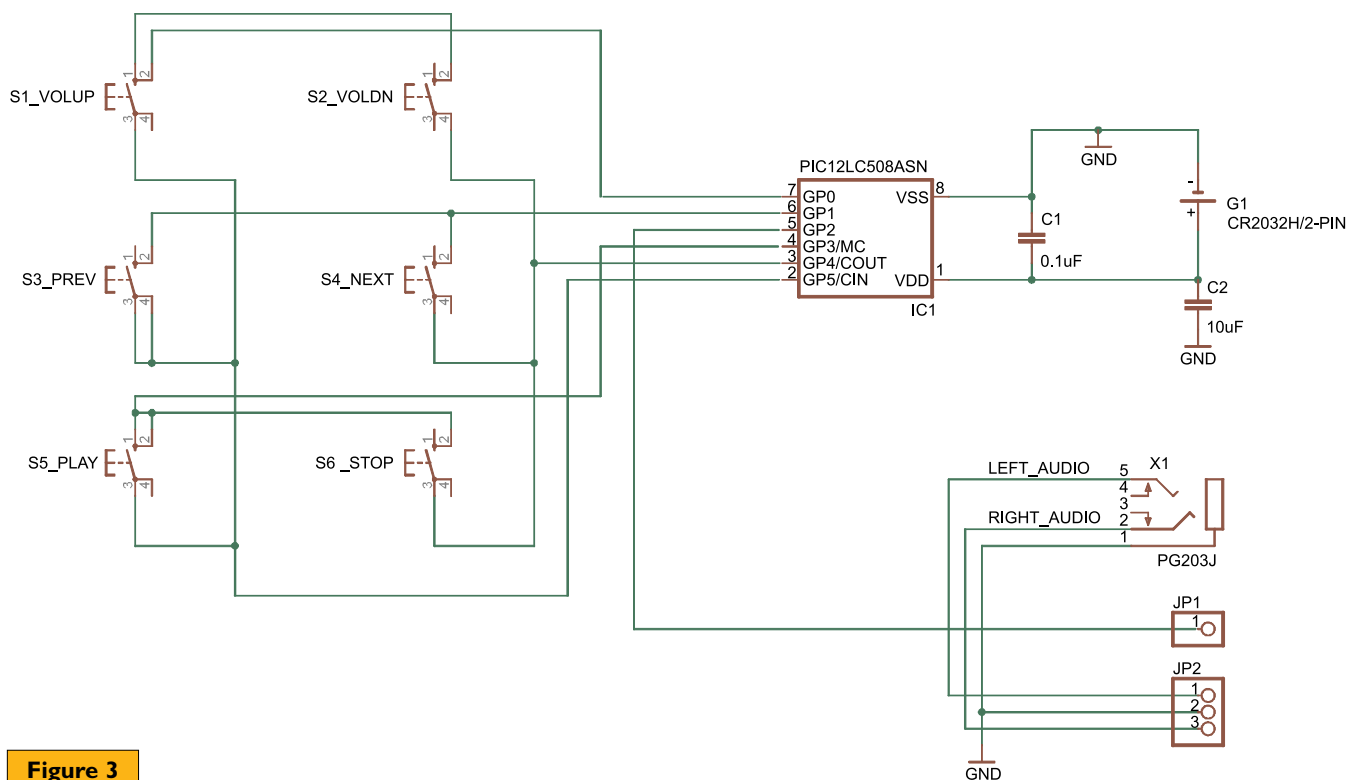 1 2
S1_VOLUP
3 4
1 2
S2_VOLDN
3 4
1 2
S3_PREV
3 4
1 2
S4_NEXT
3 4
1 2
S5_PLAY
3 4
1 2
S6 _STOP
3 4
PIC12LC508ASN
7 GP0
6 GP1
5 GP2
4 GP3/MC
3 GP4/COUT
2 GP5/CIN
VSS 8
VDD 1
IC1
GND
C1
0.1uF
-
+
G1
CR2032H/2-PIN
C2
10uF
GND
LEFT_AUDIO
RIGHT_AUDIO
X1
5
4
3
2
1
PG203J
JP1
1
JP2
1
2
3
GND
Figure 3